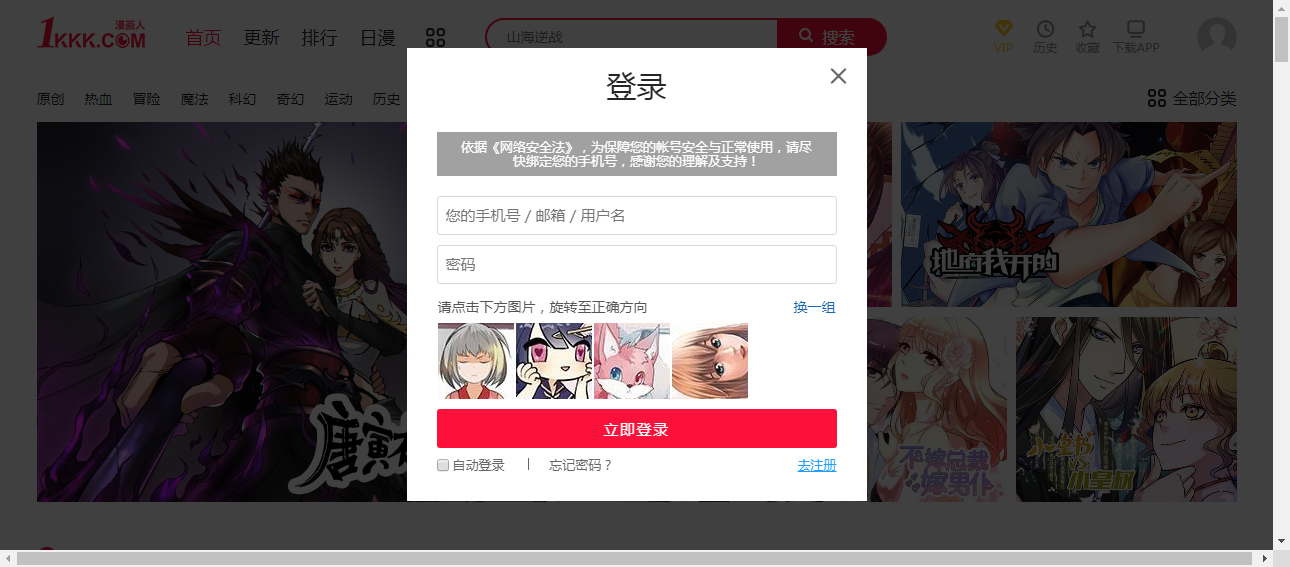 漫画人
1KKK.COM
首页 更新 排行 日漫
山海逆战
搜索
VIP 历史 收藏 下载APP
原创 热血 冒险 魔法 科幻 奇幻 运动 历史
全部分类
登录
依据《网络安全法》，为保障您的帐号安全与正常使用，请尽
快绑定您的手机号，感谢您的理解及支持！
您的手机号 / 邮箱 / 用户名
密码
请点击下方图片，旋转至正确方向
换一组
立即登录
自动登录 | 忘记密码？
去注册
地府我开的
唐寅
不嫁总裁
嫁男仆
小皇叔